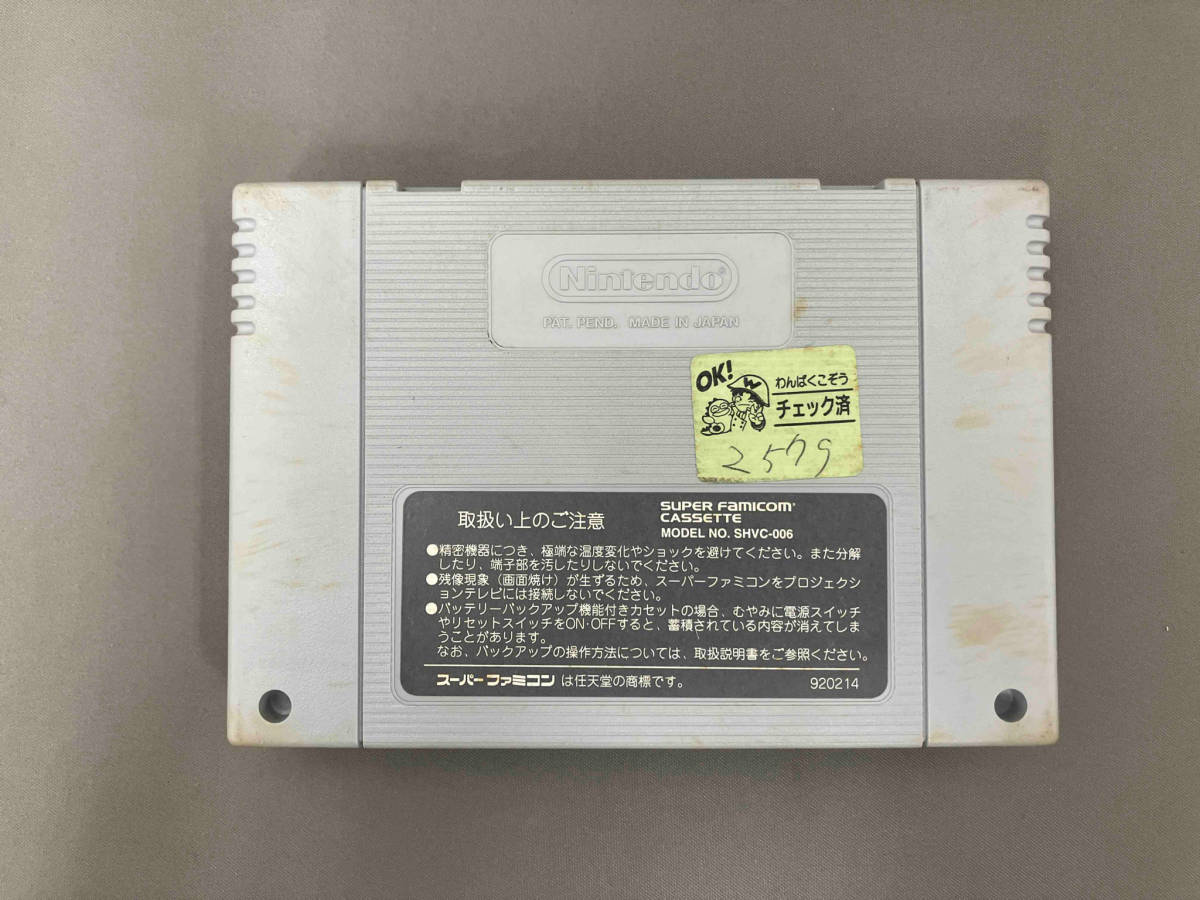 Nintendo®
PAT. PEND. MADE IN JAPAN
OK!
W
わんぱくこぞう
チェック済
2579
取扱い上のご注意
SUPER FAMICOM
CASSETTE
MODEL NO. SHVC-006
●精密機器につき、極端な温度変化やショックを避けてください。また分解
したり、端子部を汚したりしないでください。
●残像現象(画面焼け)が生ずるため、スーパーファミコンをプロジェクシ
ョンテレビには接続しないでください。
●バッテリーバックアップ機能付きカセットの場合、むやみに電源スイッチ
やリセットスイッチをON・OFFすると、蓄積されている内容が消えてしま
うことがあります。
なお、バックアップの操作方法については、取扱説明書をご参照ください。
スーパーファミコン は任天堂の商標です。
920214